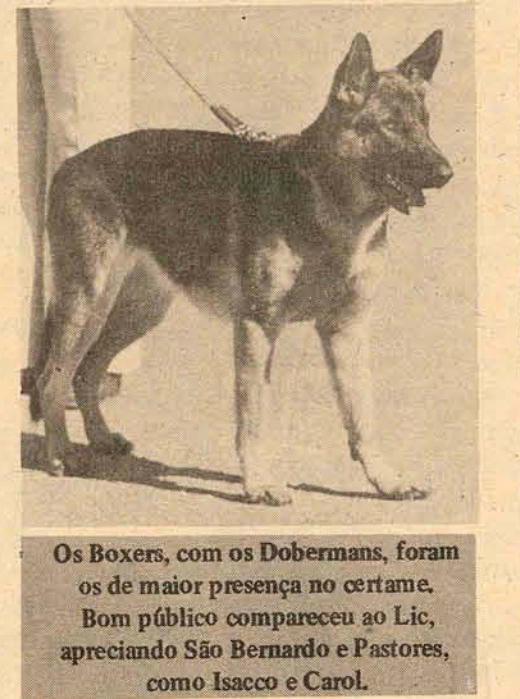 Os Boxers, com os Dobermans, foram
os de maior presença no certame.
Bom público compareceu ao Lic,
apreciando São Bernardo e Pastores,
como Isacco e Carol.